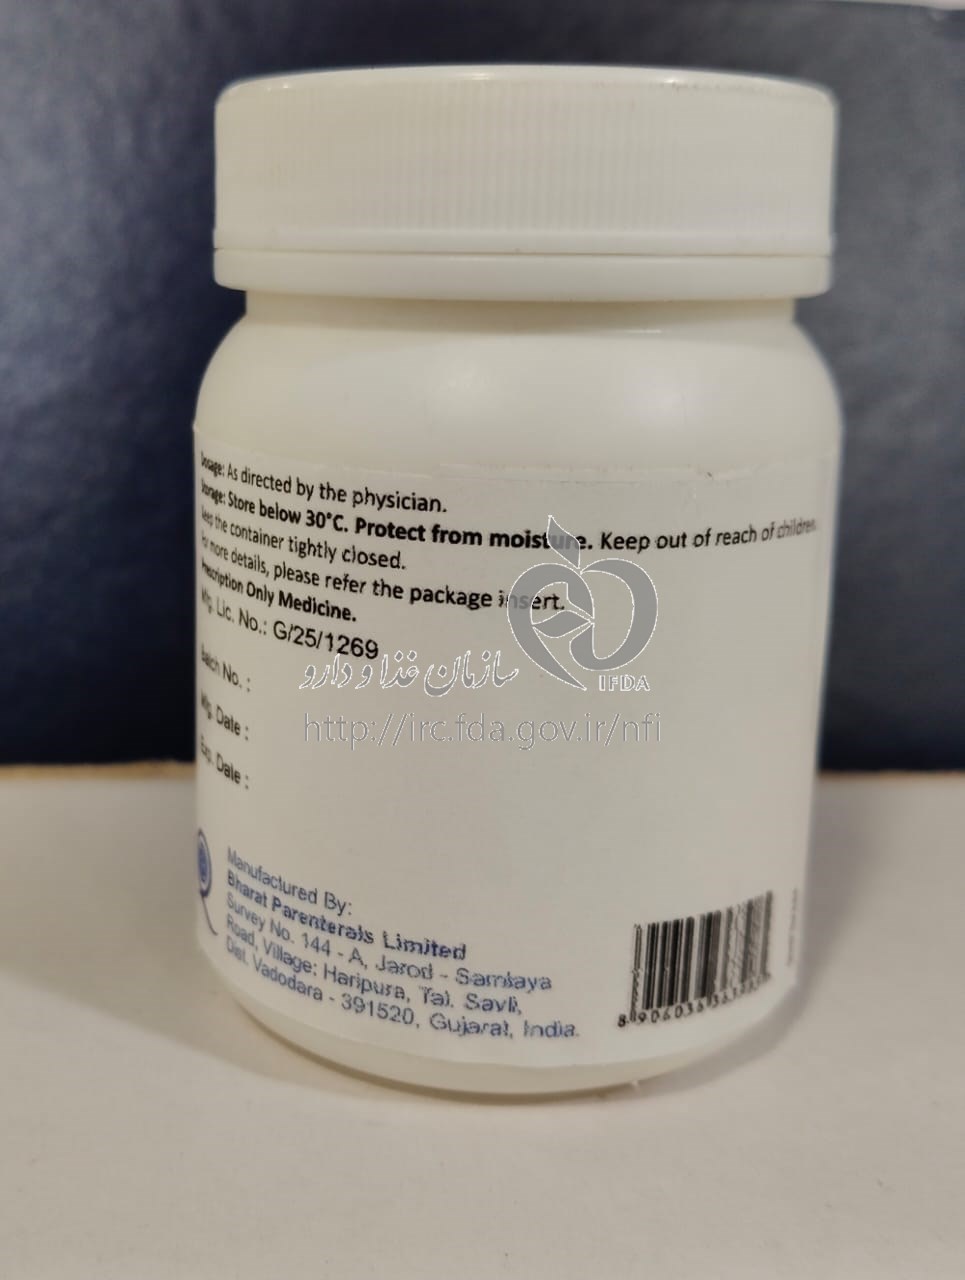 Dosage: As directed by the physician.
Storage: Store below 30°C. Protect from moisture. Keep out of reach of children.
Keep the container tightly closed.
For more details, please refer the package insert.
Prescription Only Medicine.
Mfg. Lic. No.: G/25/1269
Batch No. :
Mfg. Date :
Exp. Date :
سازمان غذا و دارو
IFDA
http://irc.fda.gov.ir/nfi
Manufactured By:
Bharat Parenterals Limited
Survey No. 144 - A, Jarod - Samlaya
Road, Village: Haripura, Tal. Savli,
Dist. Vadodara - 391520, Gujarat, India.